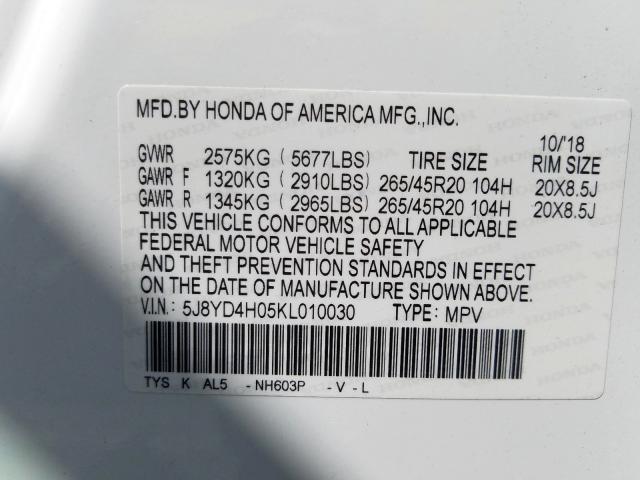 MFD.BY HONDA OF AMERICA MFG.,INC.
10/'18
GVWR 2575KG ( 5677LBS) TIRE SIZE RIM SIZE
GAWR F 1320KG ( 2910LBS) 265/45R20 104H 20X8.5J
GAWR R 1345KG ( 2965LBS) 265/45R20 104H 20X8.5J
THIS VEHICLE CONFORMS TO ALL APPLICABLE
FEDERAL MOTOR VEHICLE SAFETY
AND THEFT PREVENTION STANDARDS IN EFFECT
ON THE DATE OF MANUFACTURE SHOWN ABOVE.
V.I.N.: 5J8YD4H05KL010030 TYPE: MPV
TYS K AL5 - NH603P - V - L